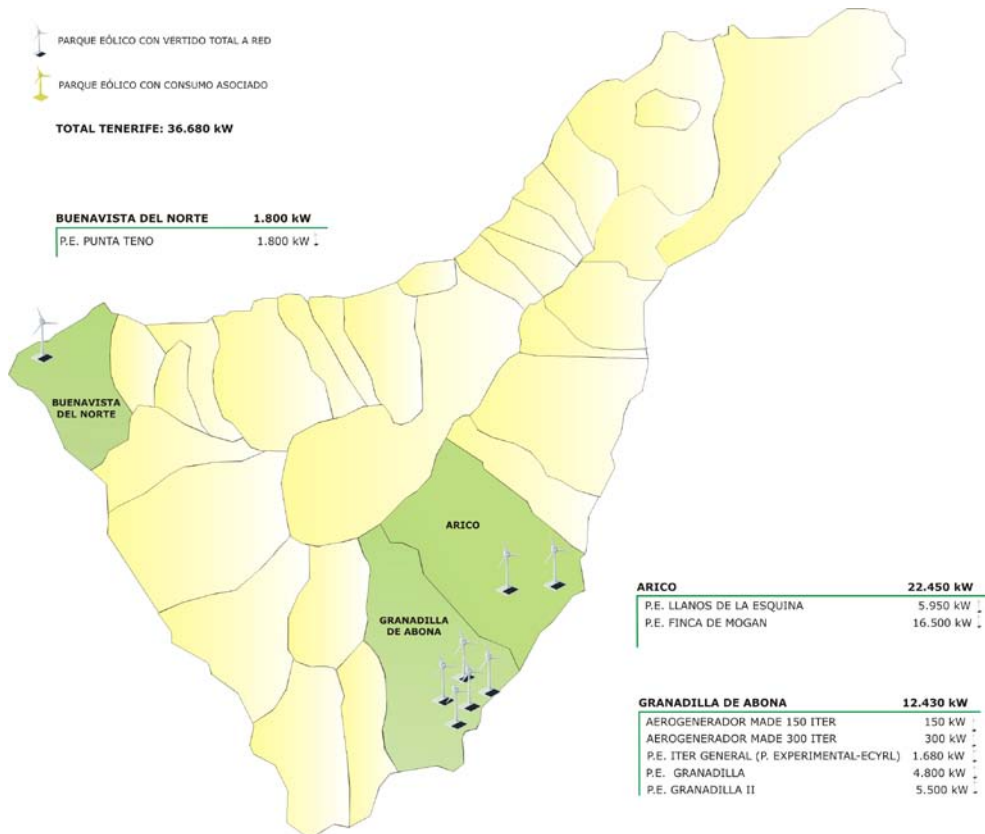 PARQUE EÓLICO CON VERTIDO TOTAL A RED
PARQUE EÓLICO CON CONSUMO ASOCIADO
TOTAL TENERIFE: 36.680 kW
BUENAVISTA DEL NORTE 1.800 kW
P.E. PUNTA TENO 1.800 kW
BUENAVISTA
DEL NORTE
ARICO
GRANADILLA
DE ABONA
ARICO 22.450 kW
P.E. LLANOS DE LA ESQUINA 5.950 kW
P.E. FINCA DE MOGAN 16.500 kW
GRANADILLA DE ABONA 12.430 kW
AEROGENERADOR MADE 150 ITER 150 kW
AEROGENERADOR MADE 300 ITER 300 kW
P.E. ITER GENERAL (P. EXPERIMENTAL-ECYRL) 1.680 kW
P.E. GRANADILLA 4.800 kW
P.E. GRANADILLA II 5.500 kW